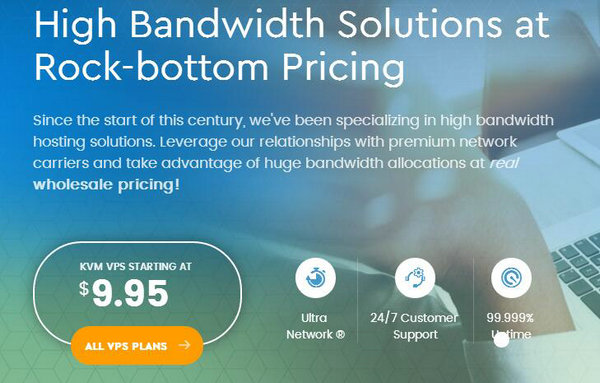 High Bandwidth Solutions at
Rock-bottom Pricing
Since the start of this century, we've been specializing in high bandwidth
hosting solutions. Leverage our relationships with premium network
carriers and take advantage of huge bandwidth allocations at real
wholesale pricing!
KVM VPS STARTING AT
$9.95
ALL VPS PLANS →
Ultra
Network ®
24/7 Customer
Support
99.999%
Uptime